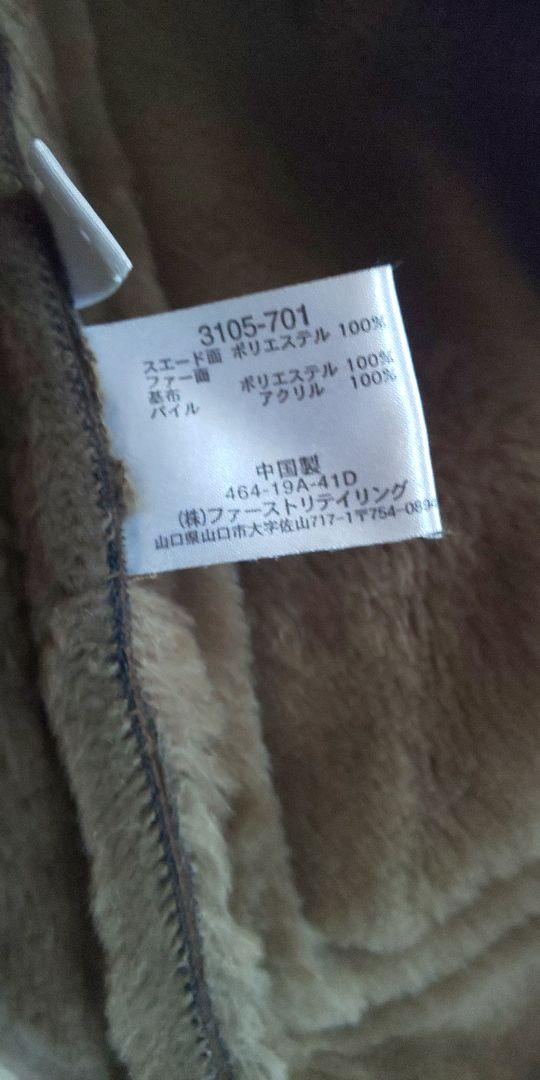 3105-701
スエード面 ポリエステル 100%
ファー面
基布 ポリエステル 100%
パイル アクリル 100%
中国製
464-19A-41D
(株)ファーストリテイリング
山口県山口市大字佐山717-1〒754-0894